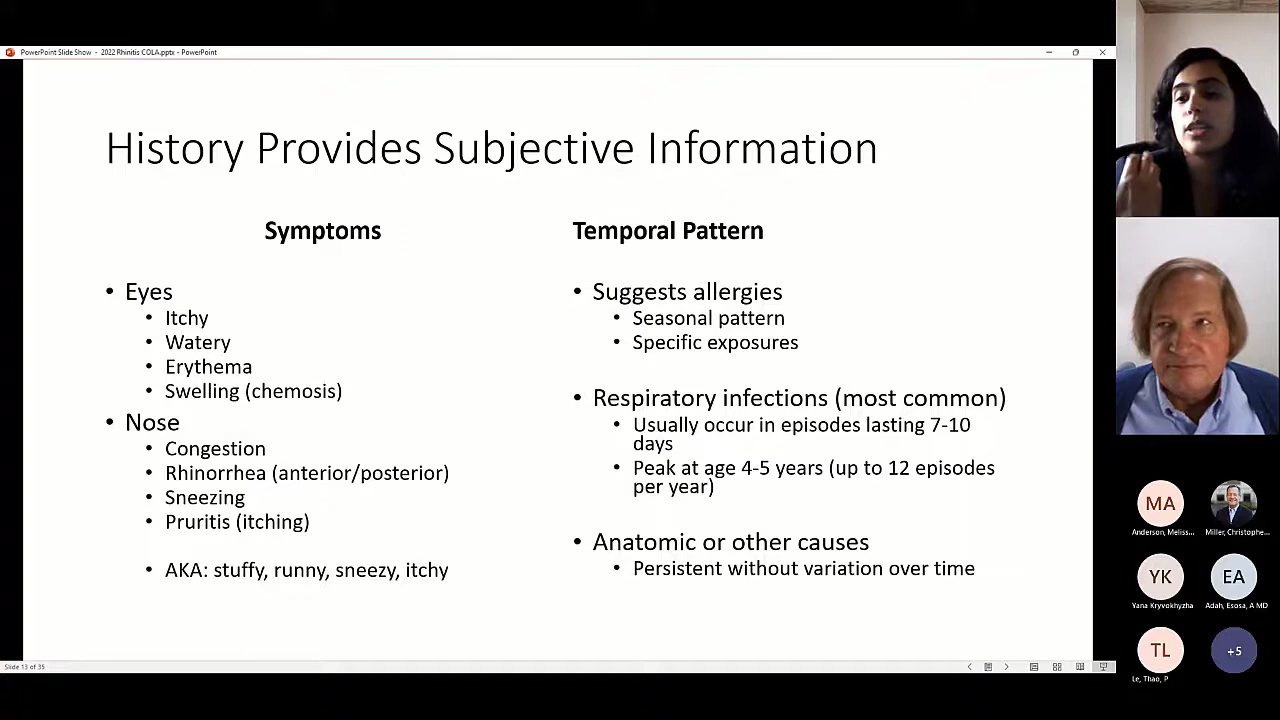 PowerPoint Slide Show - 2022 Rhinitis COLA.pptx - PowerPoint
History Provides Subjective Information
Symptoms
• Eyes
• Itchy
• Watery
• Erythema
• Swelling (chemosis)
• Nose
• Congestion
• Rhinorrhea (anterior/posterior)
• Sneezing
• Pruritis (itching)
• AKA: stuffy, runny, sneezy, itchy
Temporal Pattern
• Suggests allergies
• Seasonal pattern
• Specific exposures
• Respiratory infections (most common)
• Usually occur in episodes lasting 7-10
days
• Peak at age 4-5 years (up to 12 episodes
per year)
• Anatomic or other causes
• Persistent without variation over time
Slide 13 of 35
MA
Anderson, Meliss...
Miller, Christophe...
YK
Yana Kryvokhyzha
EA
Adah, Esosa, A MD
TL
Le, Thao, P
+5